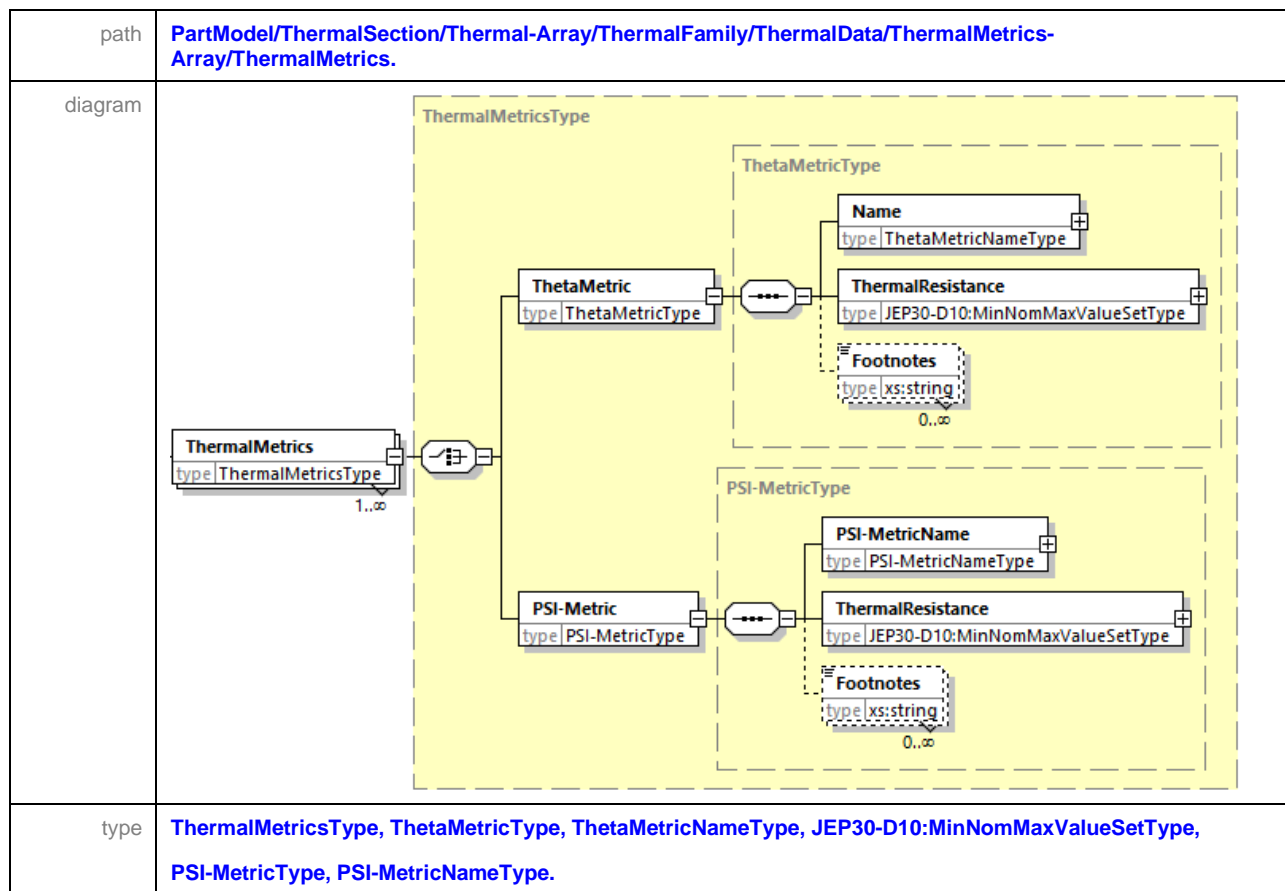 path
PartModel/ThermalSection/Thermal-Array/ThermalFamily/ThermalData/ThermalMetrics-
Array/ThermalMetrics.
diagram
ThermalMetricsType
ThetaMetricType
Name
type ThetaMetricNameType
ThetaMetric
type ThetaMetricType
ThermalResistance
type JEP30-D10:MinNomMaxValueSetType
Footnotes
type xs:string
0..∞
ThermalMetrics
type ThermalMetricsType
1..∞
PSI-MetricType
PSI-MetricName
type PSI-MetricNameType
PSI-Metric
type PSI-MetricType
ThermalResistance
type JEP30-D10:MinNomMaxValueSetType
Footnotes
type xs:string
0..∞
type
ThermalMetricsType, ThetaMetricType, ThetaMetricNameType, JEP30-D10:MinNomMaxValueSetType,
PSI-MetricType, PSI-MetricNameType.